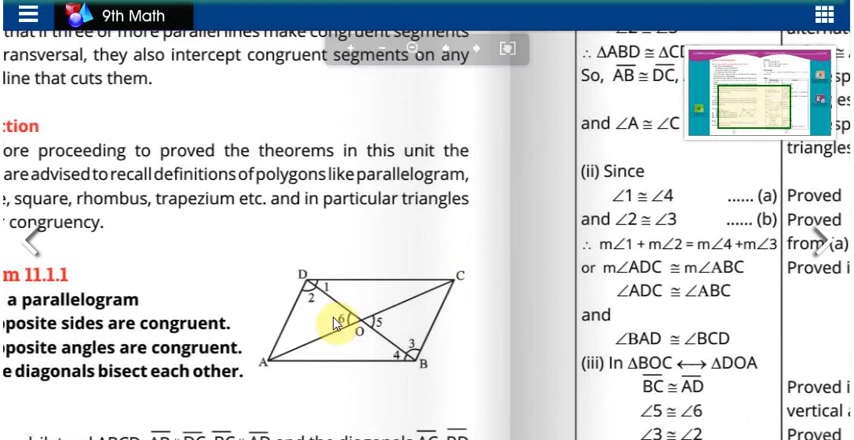 9th Math
that if three or more parallel lines make congruent segments
ransversal, they also intercept congruent segments on any
line that cuts them.
tion
ore proceeding to proved the theorems in this unit the
are advised to recall definitions of polygons like parallelogram,
e, square, rhombus, trapezium etc. and in particular triangles
congruency.
m 11.1.1
a parallelogram
pposite sides are congruent.
pposite angles are congruent.
e diagonals bisect each other.
D
1
2
C
6
5
O
3
4
A
B
∠2 ≅ ∠3
∴ ΔABD ≅ ΔCD
So, AB ≅ DC,
and ∠A ≅ ∠C
triangles
(ii) Since
∠1 ≅ ∠4 ...... (a) Proved
and ∠2 ≅ ∠3 ...... (b) Proved
∴ m∠1 + m∠2 = m∠4 +m∠3 from (a)
or m∠ADC ≅ m∠ABC Proved i
∠ADC ≅ ∠ABC
and
∠BAD ≅ ∠BCD
(iii) In ΔBOC ⟷ ΔDOA
BC ≅ AD Proved i
∠5 ≅ ∠6 vertical
∠3 ≅ ∠2 Proved